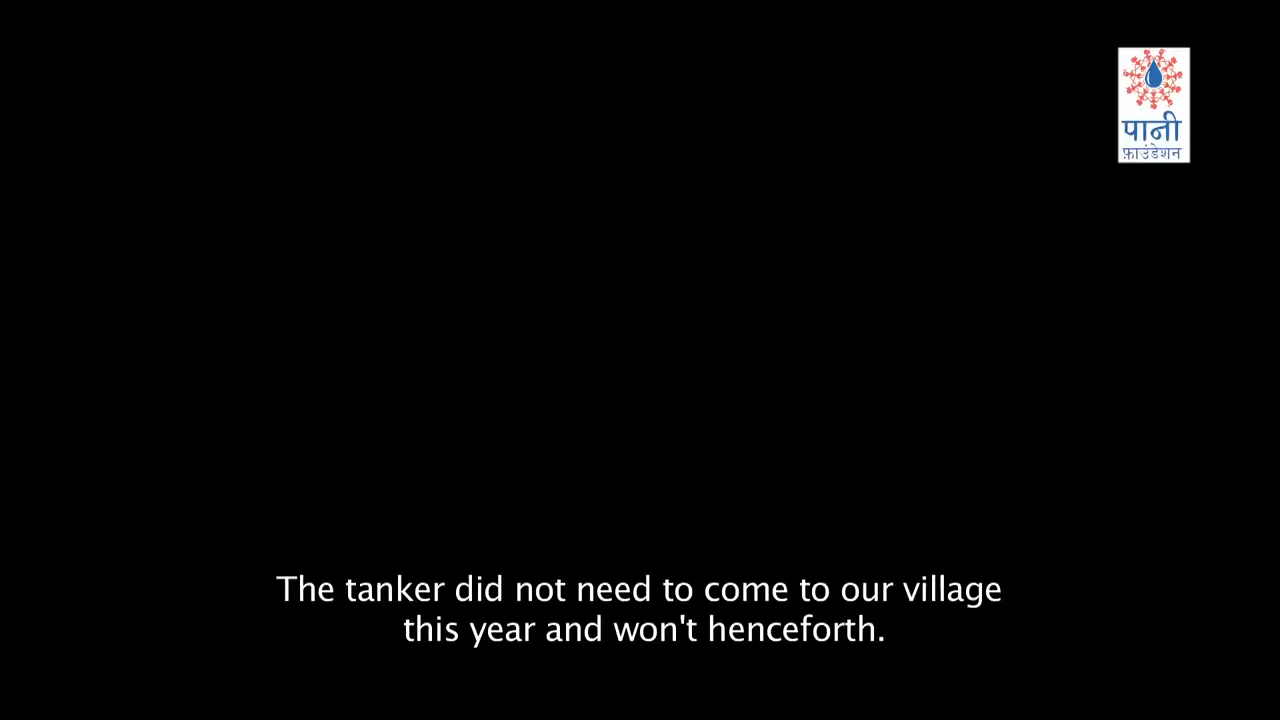 पानी
फ़ाउंडेशन
The tanker did not need to come to our village
this year and won't henceforth.